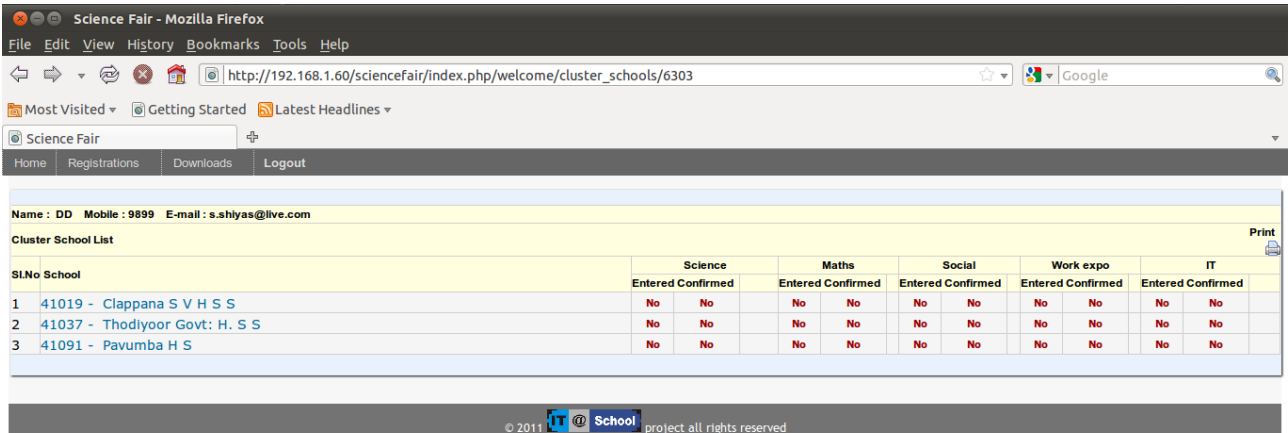 Science Fair - Mozilla Firefox
File Edit View History Bookmarks Tools Help
http://192.168.1.60/sciencefair/index.php/welcome/cluster_schools/6303 Google
Most Visited Getting Started Latest Headlines
Science Fair
Home Registrations Downloads Logout
Name : DD Mobile : 9899 E-mail : s.shiyas@live.com
Cluster School List Print
Sl.No School Science Maths Social Work expo IT
Entered Confirmed Entered Confirmed Entered Confirmed Entered Confirmed Entered Confirmed
1 41019 - Clappana S V H S S No No No No No No No No No No
2 41037 - Thodiyoor Govt: H. S S No No No No No No No No No No
3 41091 - Pavumba H S No No No No No No No No No No
© 2011 IT @ School project all rights reserved